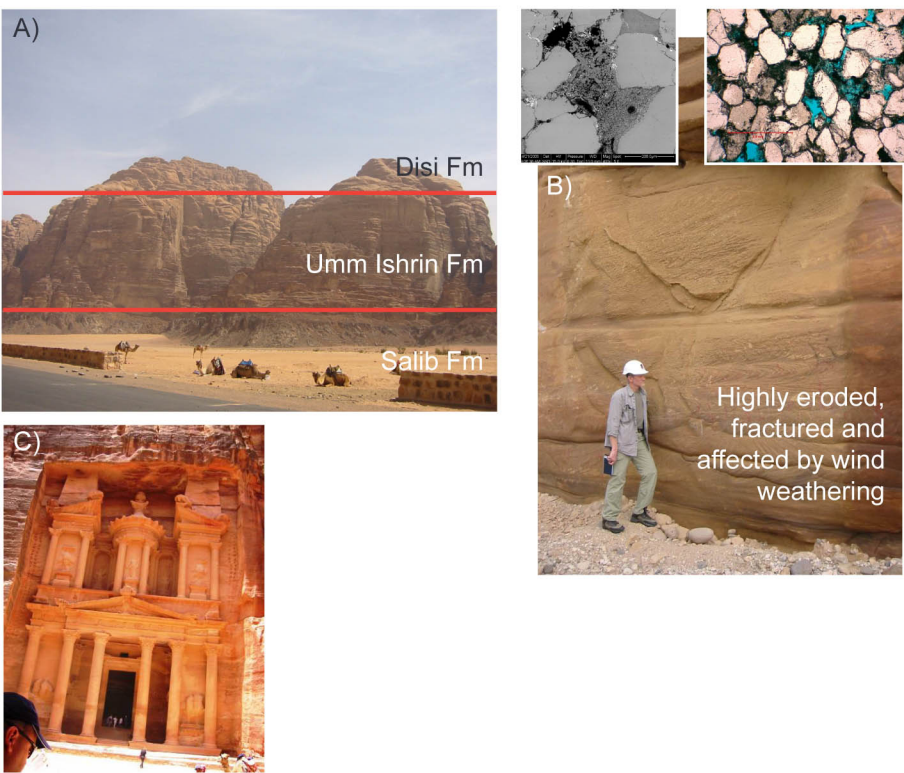 A)
Disi Fm
Umm Ishrin Fm
Salib Fm
B)
Highly eroded,
fractured and
affected by wind
weathering
C)